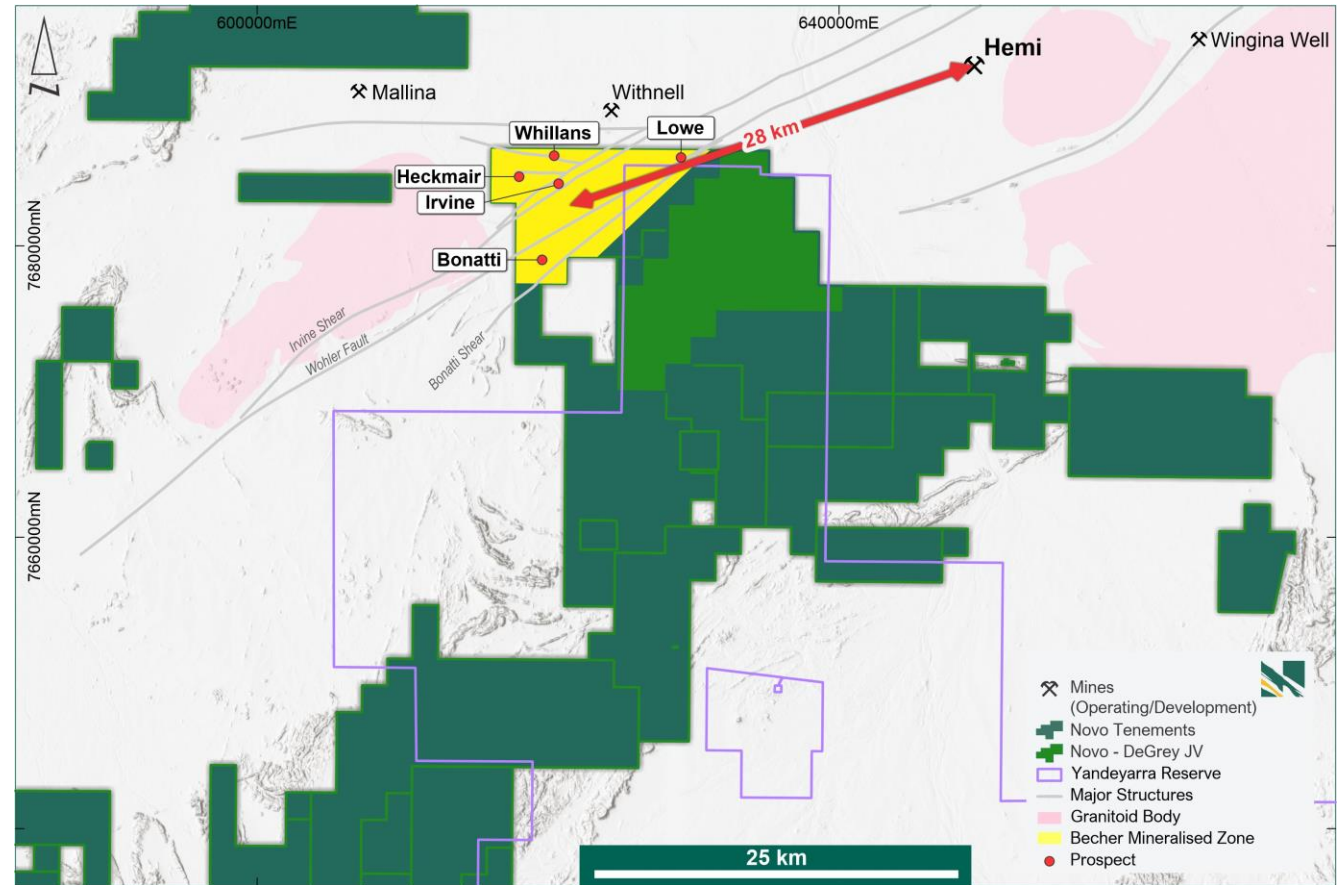 600000mE
640000mE
Z
Hemi
Wingina Well
Mallina
Withnell
28 km
Whillans
Lowe
Heckmair
Irvine
7680000mN
Bonatti
Irvine Shear
Wohler Fault
Bonatti Shear
7660000mN
Mines
(Operating/Development)
Novo Tenements
Novo - DeGrey JV
Yandeyarra Reserve
Major Structures
Granitoid Body
Becher Mineralised Zone
Prospect
25 km